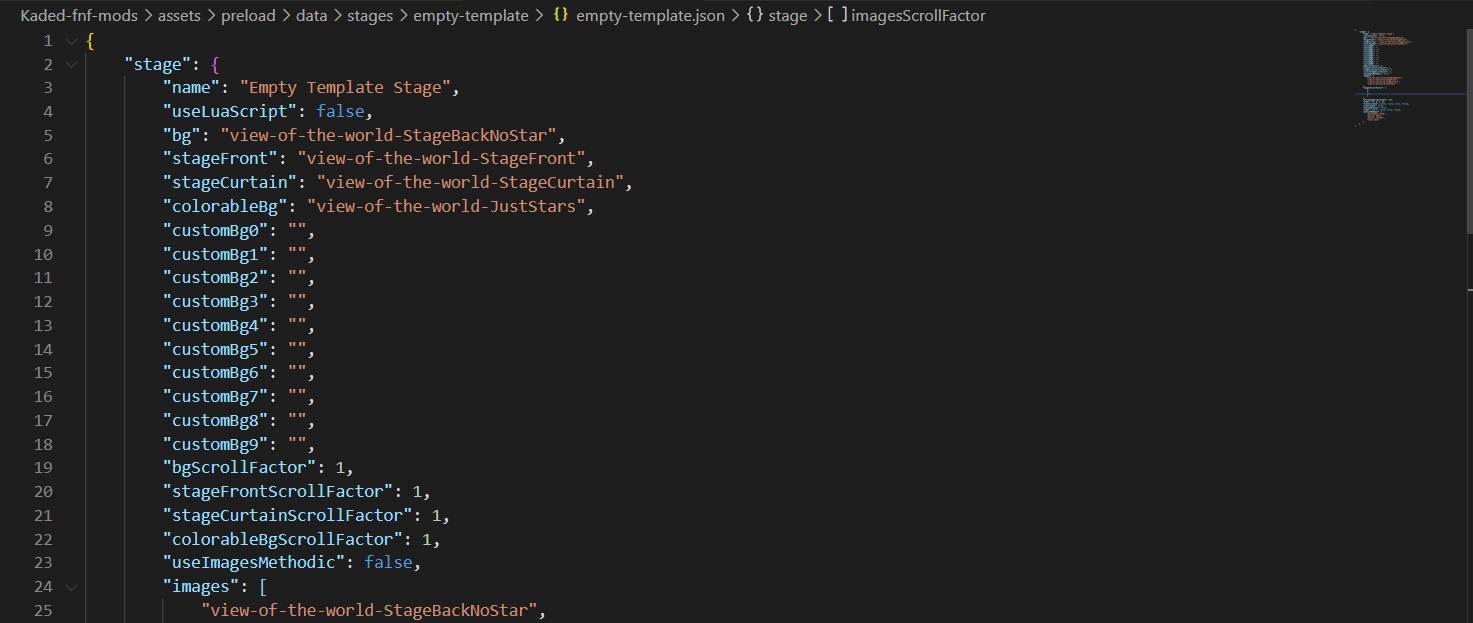 Kaded-fnf-mods > assets > preload > data > stages > empty-template > {} empty-template.json > {} stage > [ ] imagesScrollFactor
1 {
2 "stage": {
3 "name": "Empty Template Stage",
4 "useLuaScript": false,
5 "bg": "view-of-the-world-StageBackNoStar",
6 "stageFront": "view-of-the-world-StageFront",
7 "stageCurtain": "view-of-the-world-StageCurtain",
8 "colorableBg": "view-of-the-world-JustStars",
9 "customBg0": "",
10 "customBg1": "",
11 "customBg2": "",
12 "customBg3": "",
13 "customBg4": "",
14 "customBg5": "",
15 "customBg6": "",
16 "customBg7": "",
17 "customBg8": "",
18 "customBg9": "",
19 "bgScrollFactor": 1,
20 "stageFrontScrollFactor": 1,
21 "stageCurtainScrollFactor": 1,
22 "colorableBgScrollFactor": 1,
23 "useImagesMethodic": false,
24 "images": [
25 "view-of-the-world-StageBackNoStar",